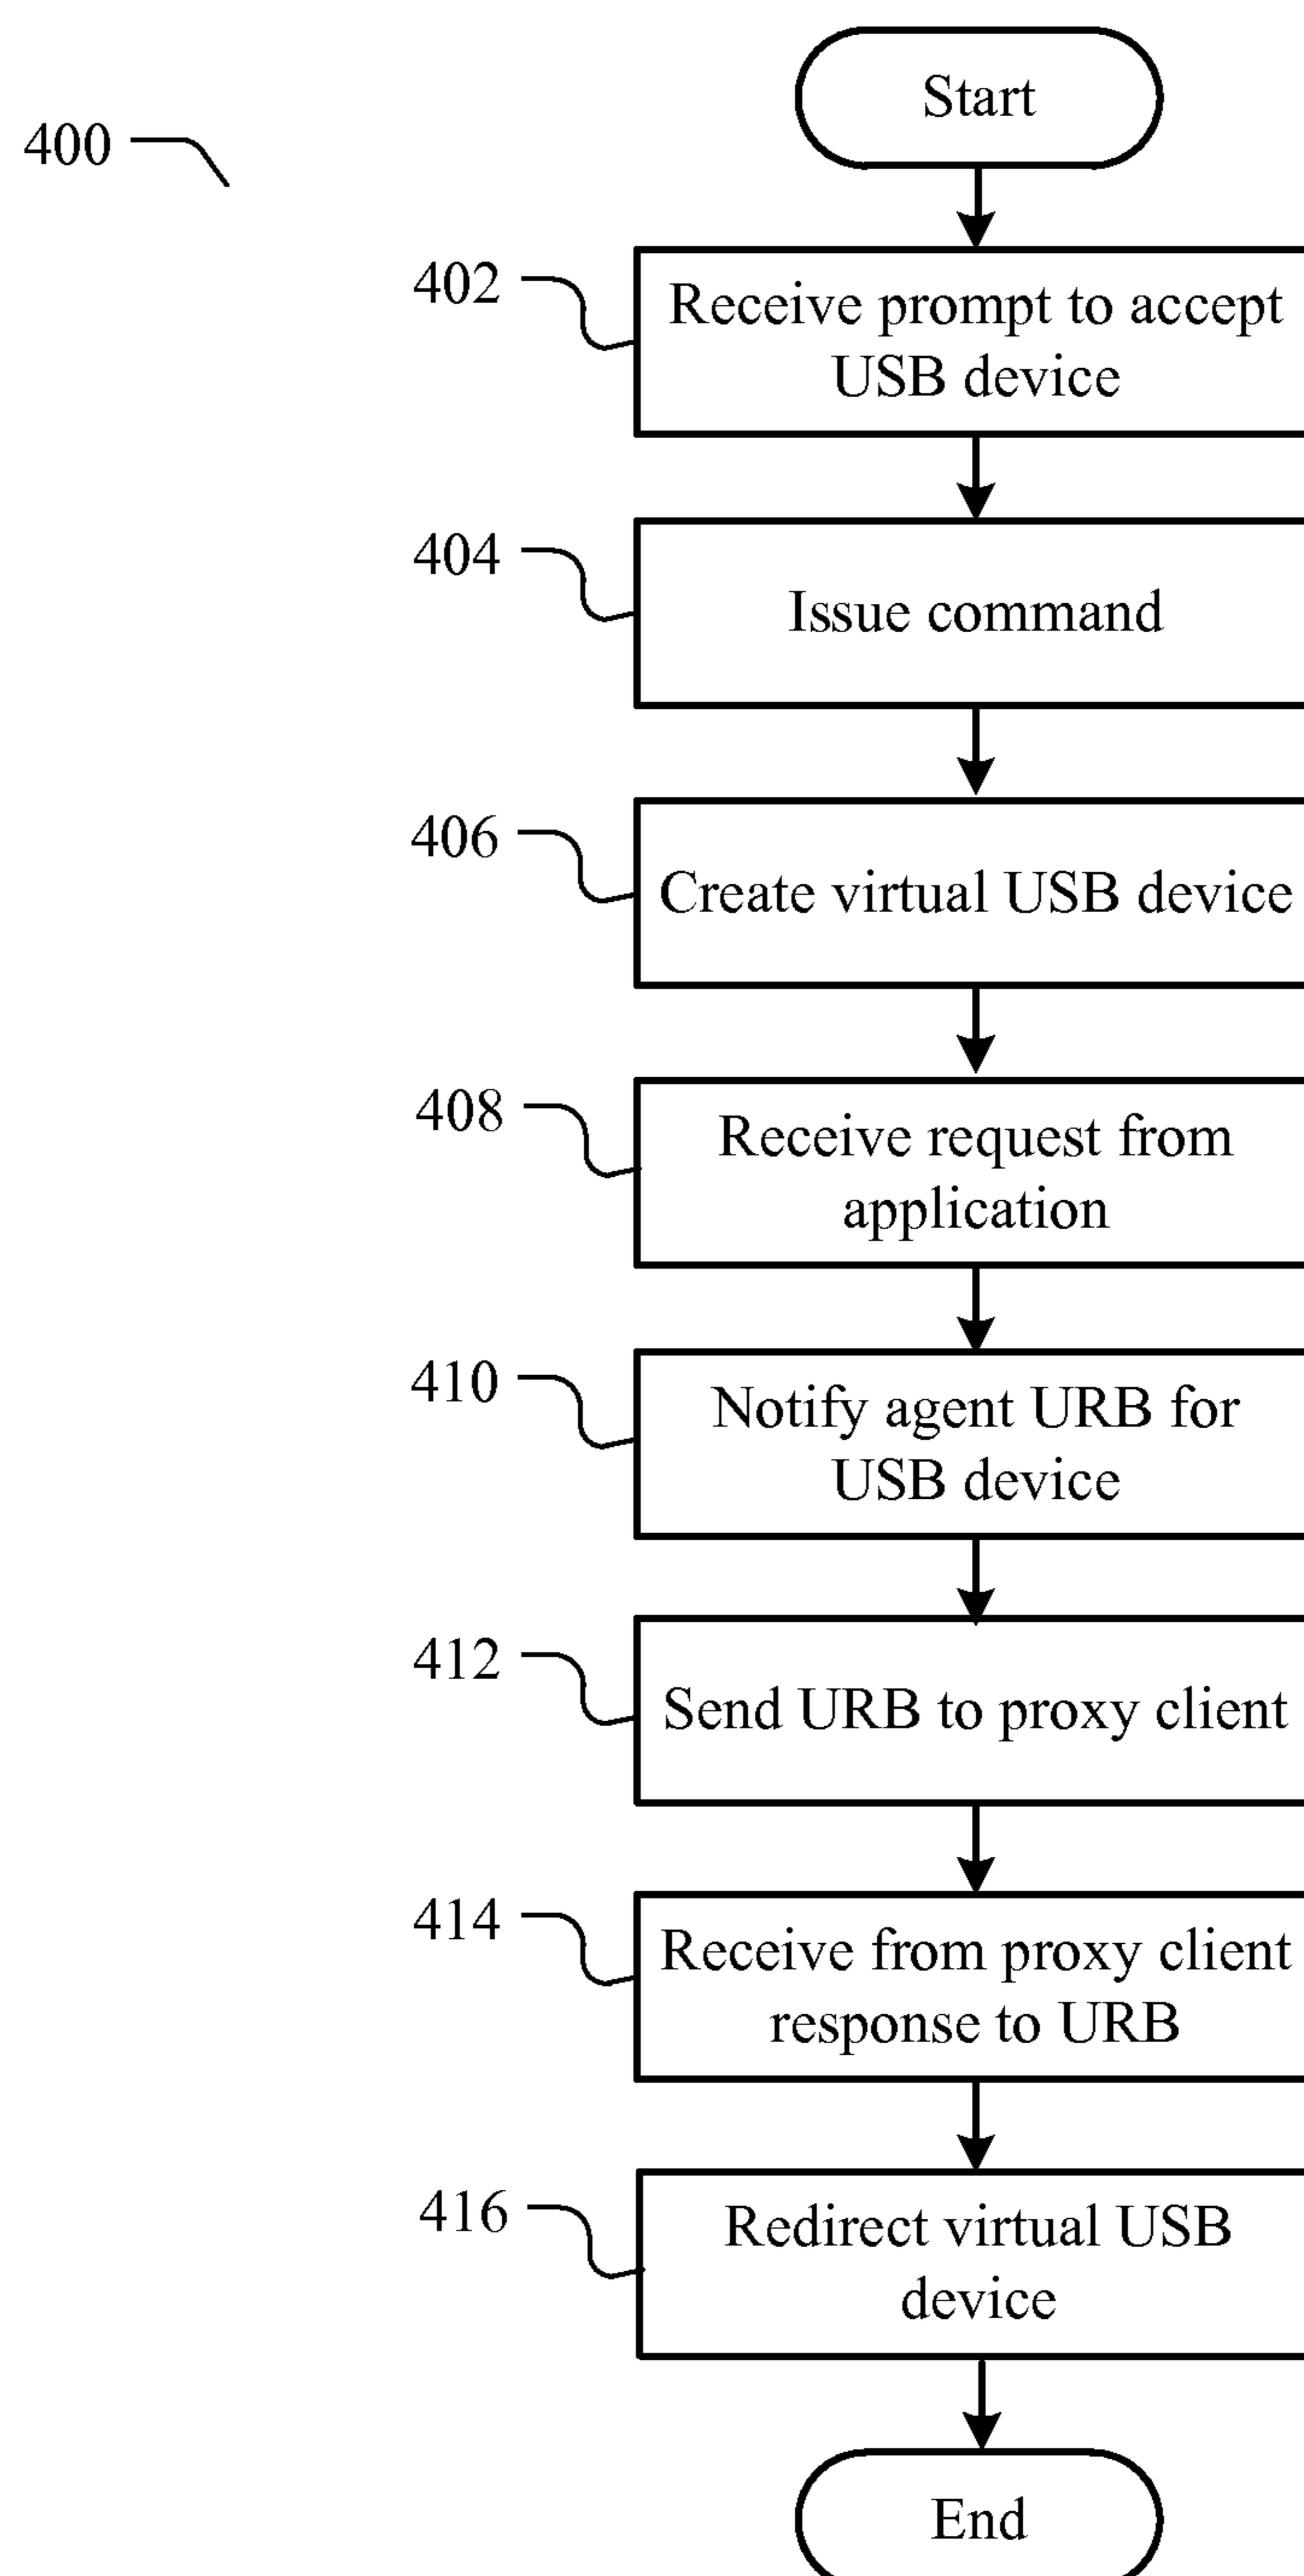 Start
400
402
Receive prompt to accept
USB device
404
Issue command
406
Create virtual USB device
408
Receive request from
application
410
Notify agent URB for
USB device
412
Send URB to proxy client
414
Receive from proxy client
response to URB
416
Redirect virtual USB
device
End